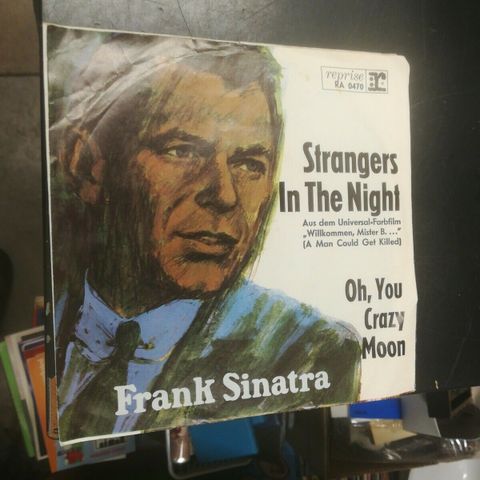 reprise r:
RA 0470
Strangers
In The Night
Aus dem Universal-Farbfilm
„Willkommen, Mister B. ..."
(A Man Could Get Killed)
Oh, You
Crazy
Moon
Frank Sinatra